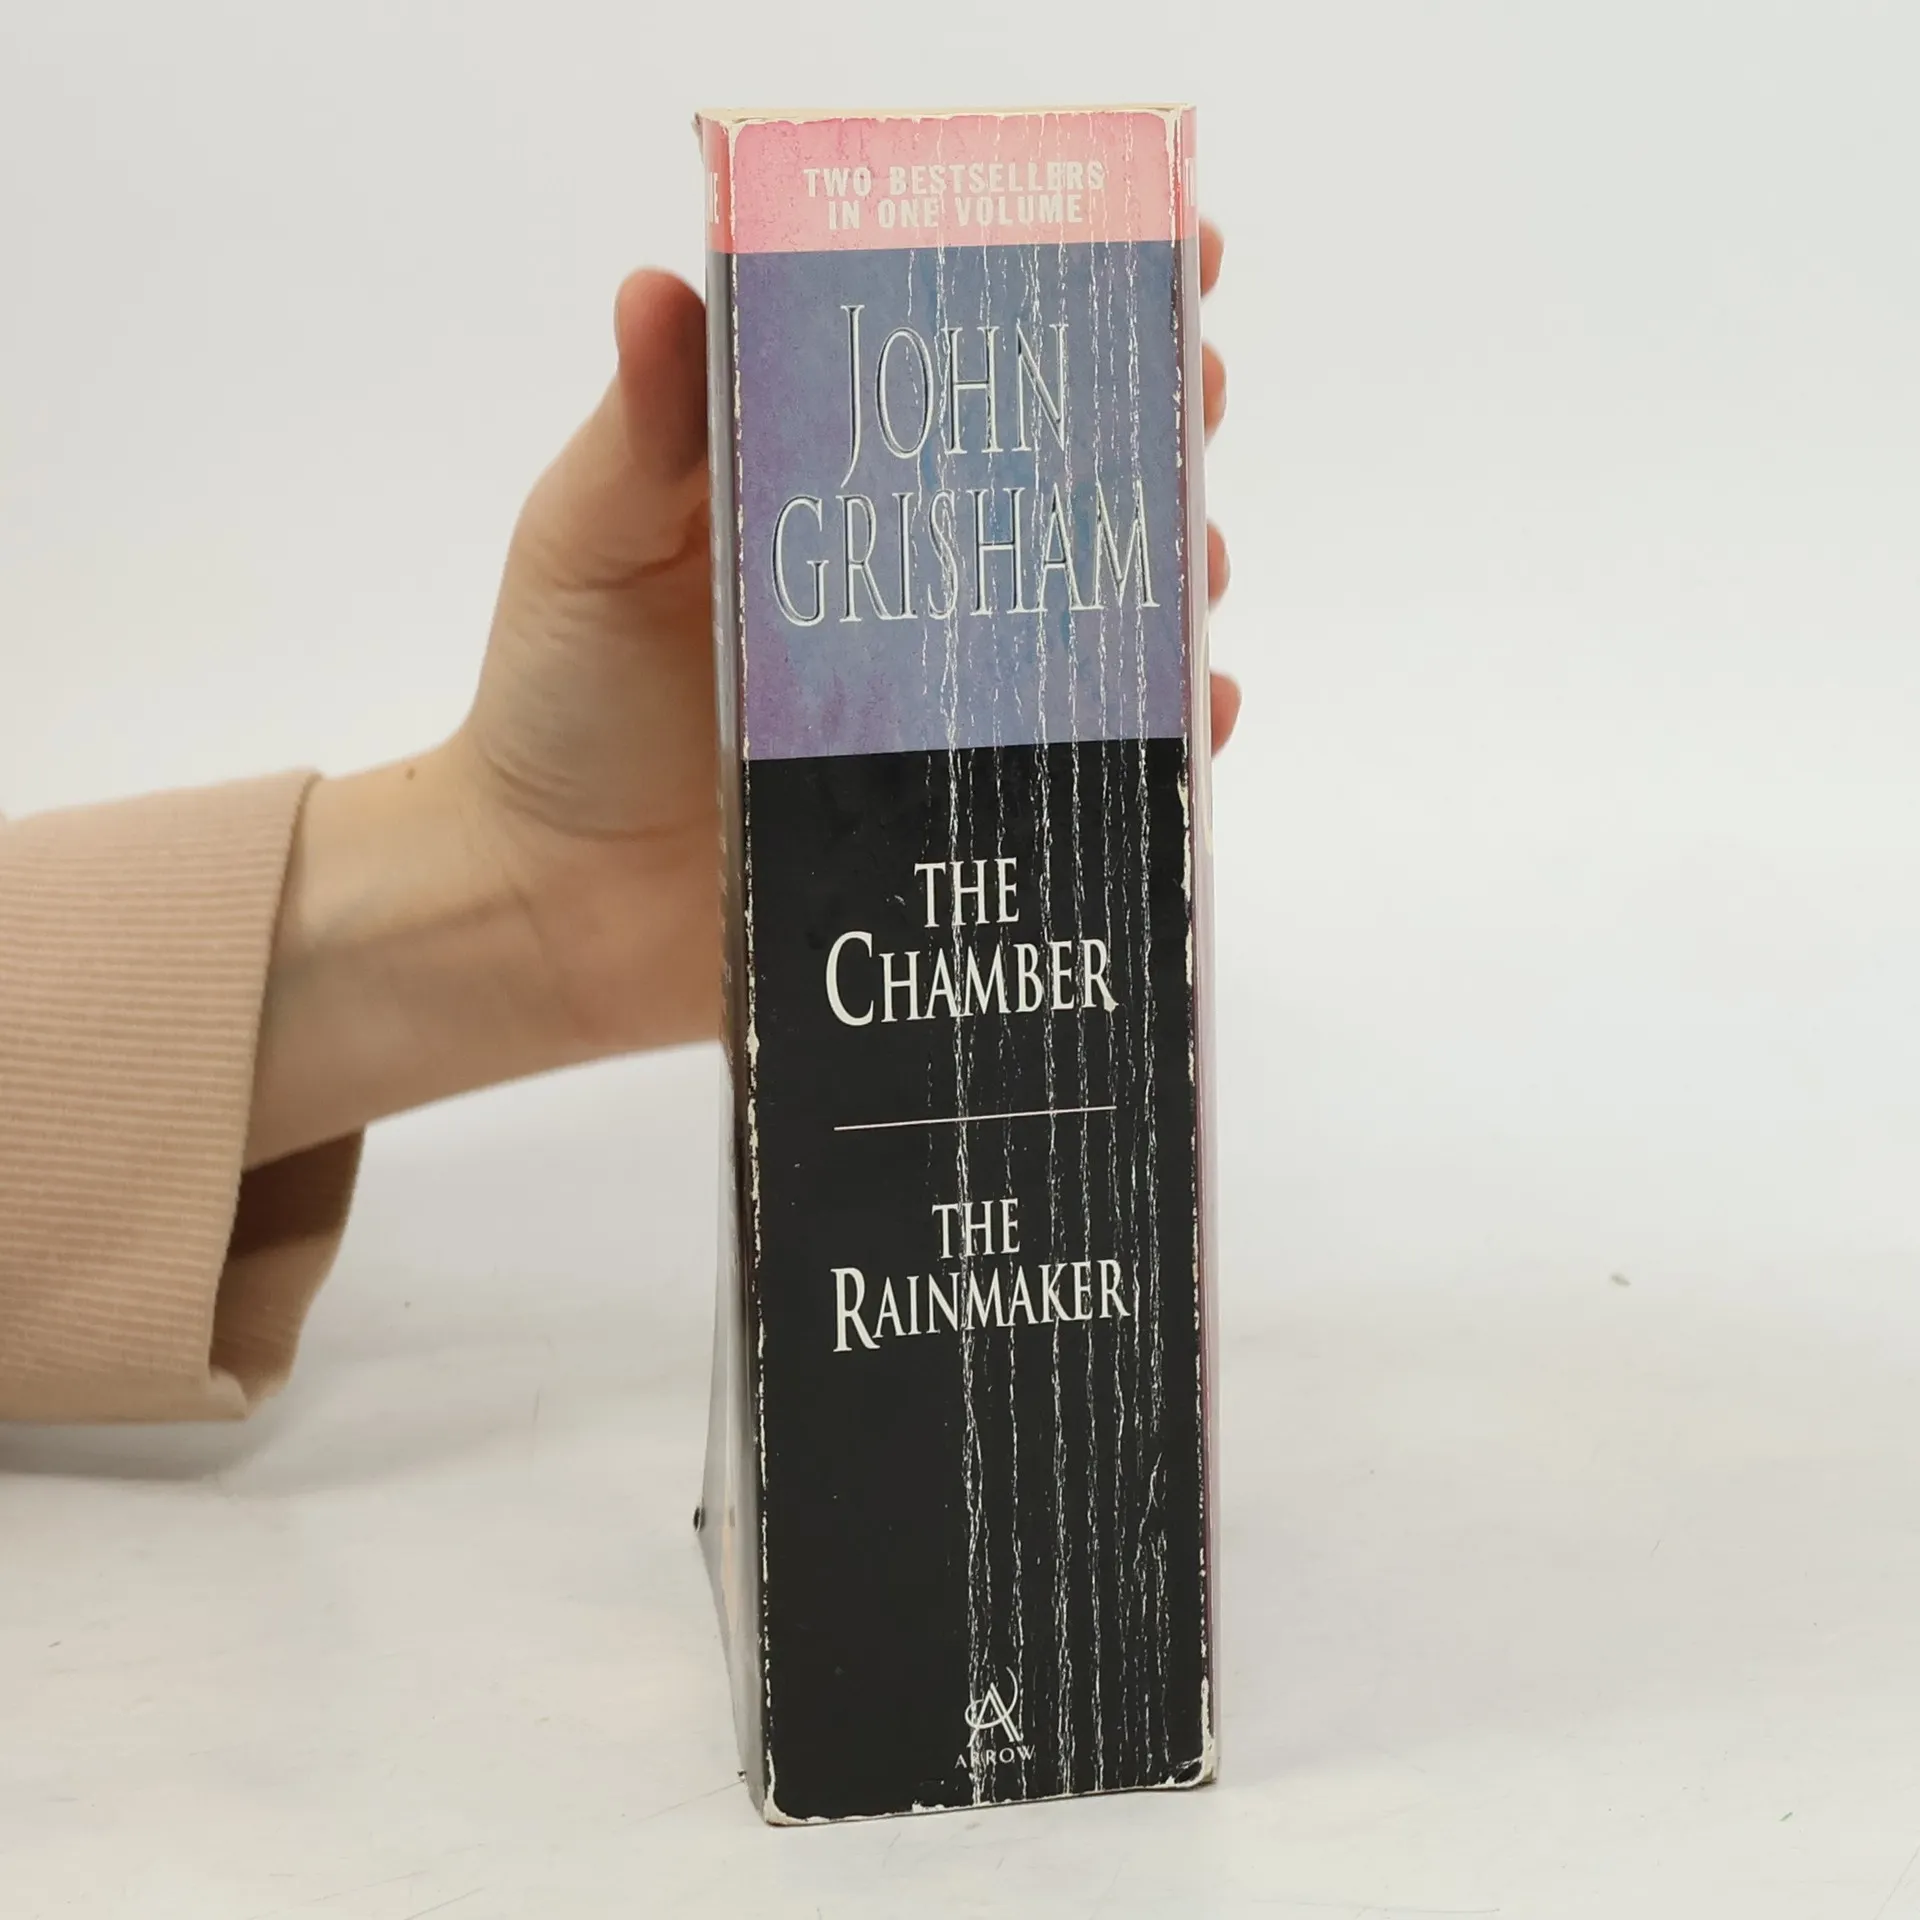 TWO BESTSELLERS
IN ONE VOLUME
JOHN
GRISHAM
THE
CHAMBER
THE
RAINMAKER
ARROW